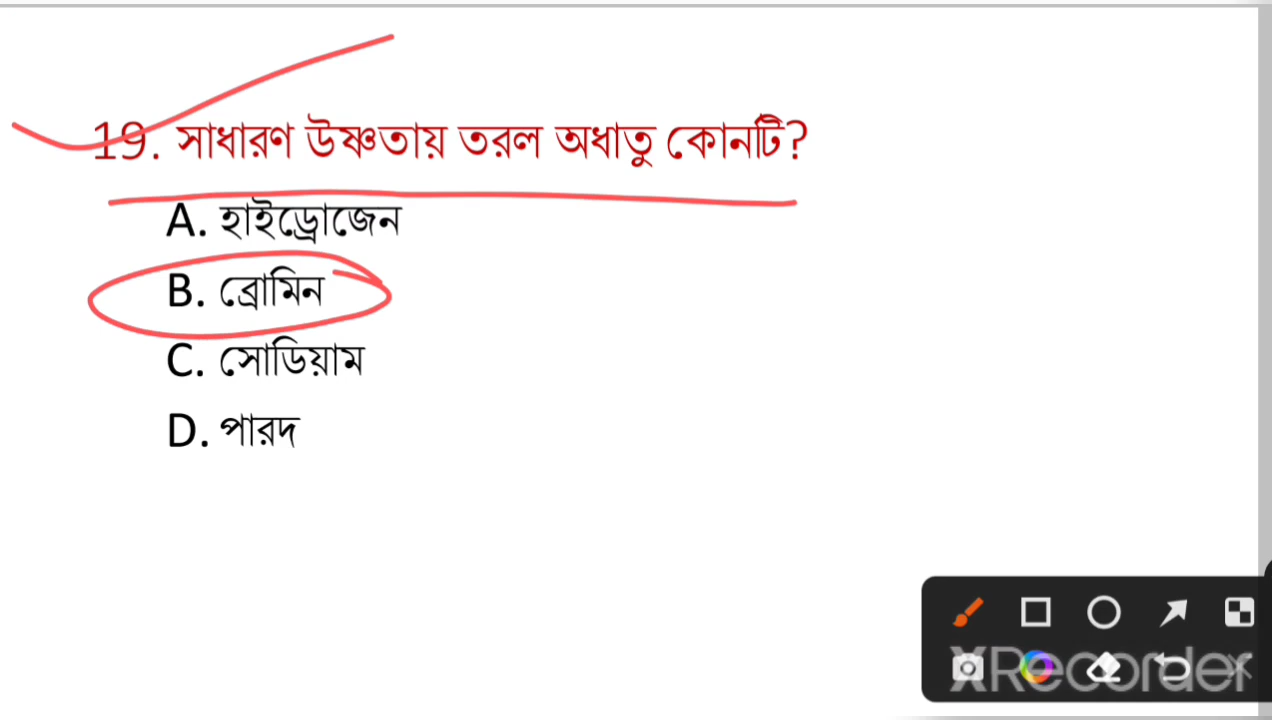 19. সাধারণ উষ্ণতায় তরল অধাতু কোনটি?
A. হাইড্রোজেন
B. ব্রোমিন
C. সোডিয়াম
D. পারদ
XRecorder